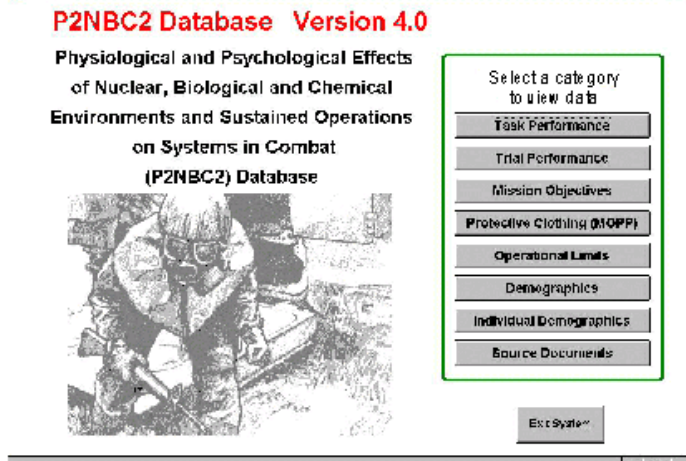 P2NBC2 Database Version 4.0
Physiological and Psychological Effects
of Nuclear, Biological and Chemical
Environments and Sustained Operations
on Systems in Combat
(P2NBC2) Database
Select a category
to view data
Task Performance
Trial Performance
Mission Objectives
Protective Clothing (MOPP)
Operational Limits
Demographics
Individual Demographics
Source Documents
Exit System